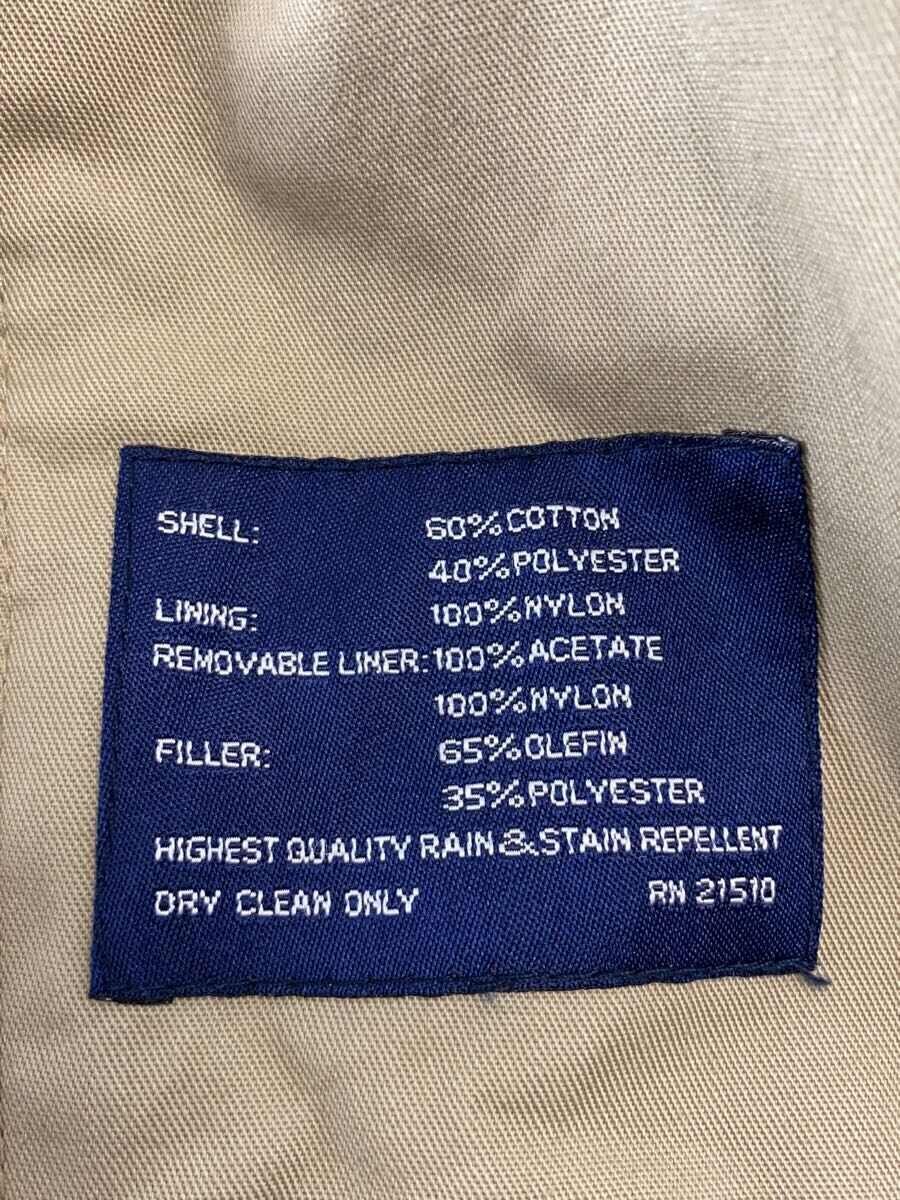 SHELL: 60% COTTON
40% POLYESTER
LINING: 100% NYLON
REMOVABLE LINER: 100% ACETATE
100% NYLON
FILLER: 65% OLEFIN
35% POLYESTER
HIGHEST QUALITY RAIN & STAIN REPELLENT
DRY CLEAN ONLY RN 21510